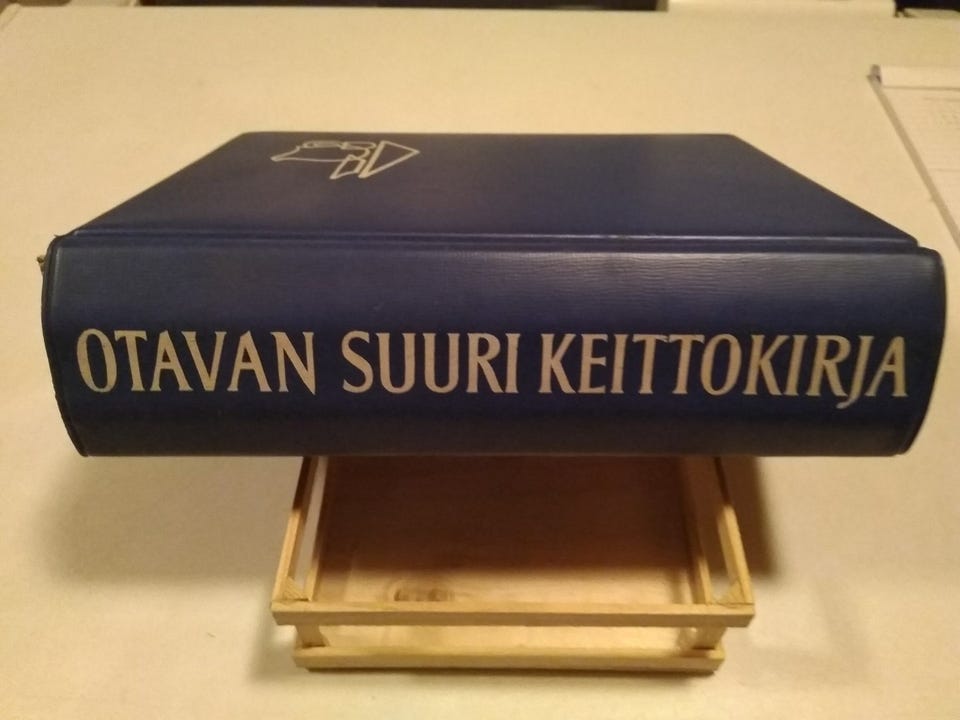 OTAVAN SUURI KEITTOKIRJA